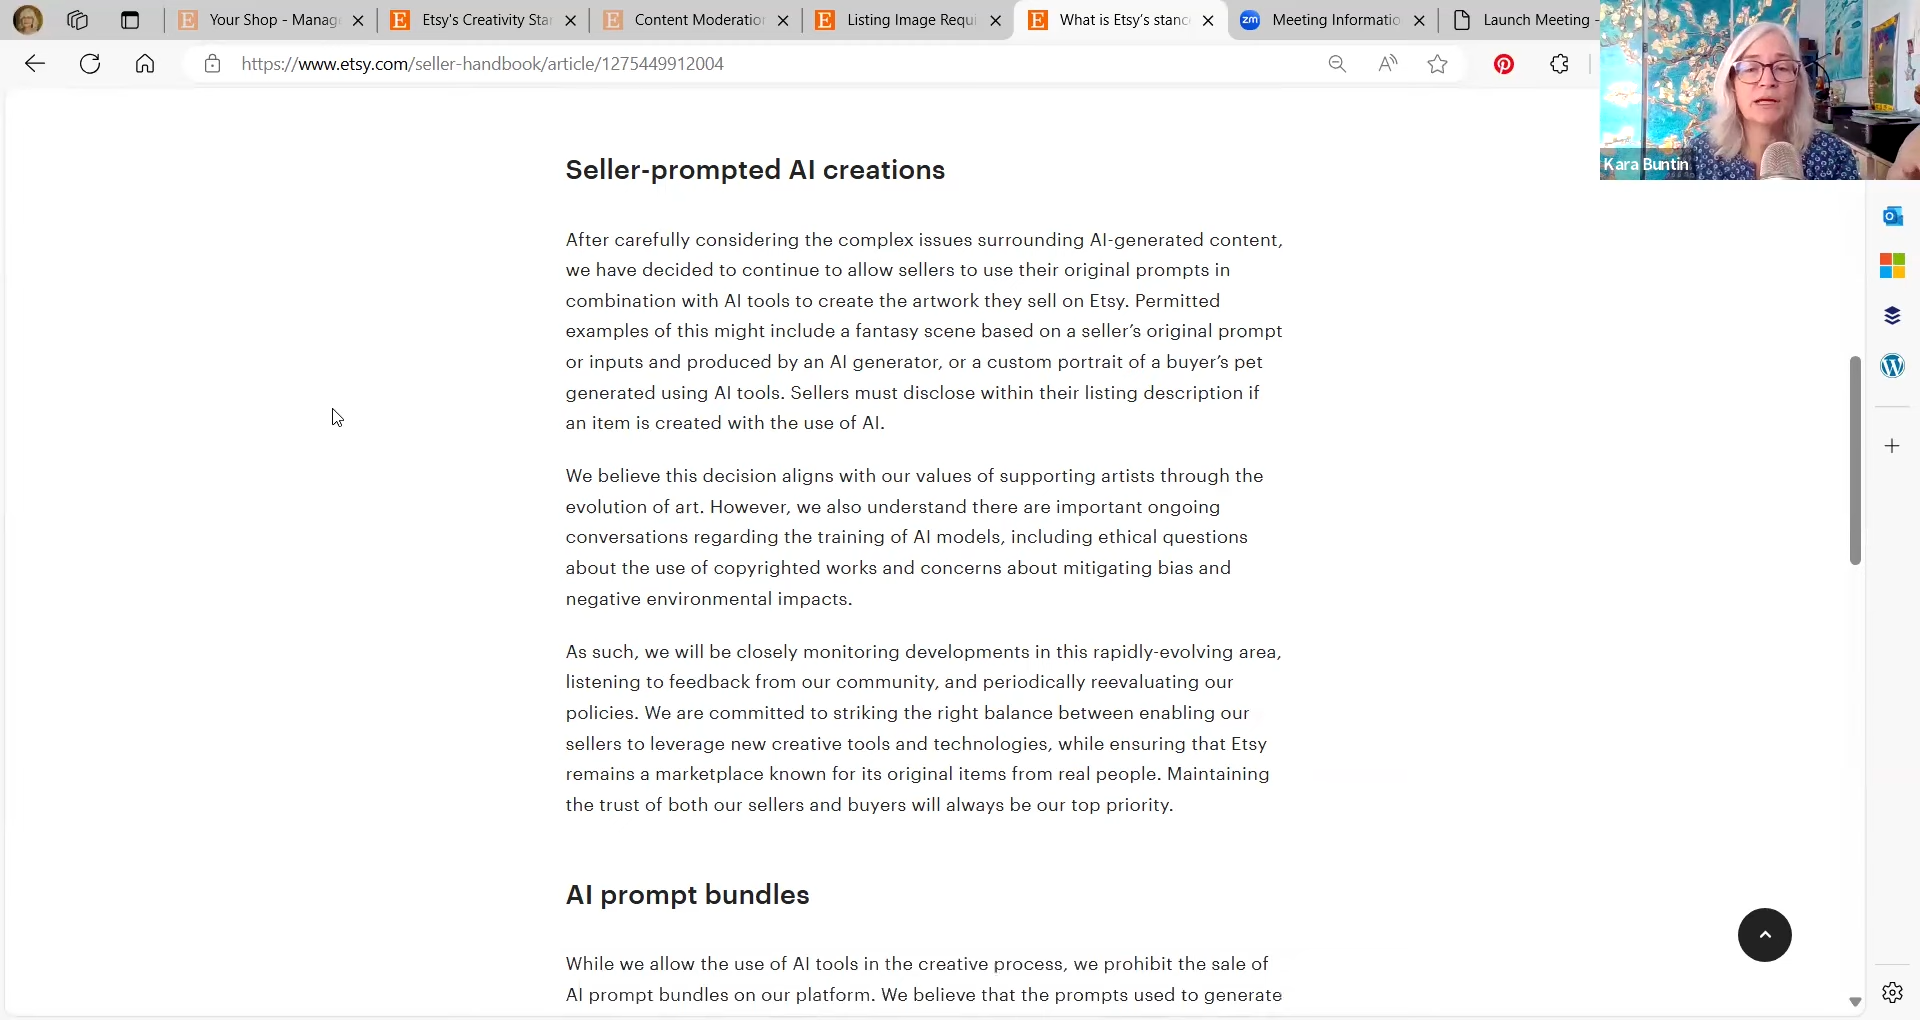 Your Shop - Manag
Etsy's Creativity Sta
Content Moderatio
Listing Image Requi
What is Etsy's stanc
zm
Meeting Informatio
Launch Meeting -
https://www.etsy.com/seller-handbook/article/1275449912004
Kara Buntin
Seller-prompted AI creations
After carefully considering the complex issues surrounding AI-generated content,
we have decided to continue to allow sellers to use their original prompts in
combination with AI tools to create the artwork they sell on Etsy. Permitted
examples of this might include a fantasy scene based on a seller's original prompt
or inputs and produced by an AI generator, or a custom portrait of a buyer's pet
generated using AI tools. Sellers must disclose within their listing description if
an item is created with the use of AI.
We believe this decision aligns with our values of supporting artists through the
evolution of art. However, we also understand there are important ongoing
conversations regarding the training of AI models, including ethical questions
about the use of copyrighted works and concerns about mitigating bias and
negative environmental impacts.
As such, we will be closely monitoring developments in this rapidly-evolving area,
listening to feedback from our community, and periodically reevaluating our
policies. We are committed to striking the right balance between enabling our
sellers to leverage new creative tools and technologies, while ensuring that Etsy
remains a marketplace known for its original items from real people. Maintaining
the trust of both our sellers and buyers will always be our top priority.
AI prompt bundles
While we allow the use of AI tools in the creative process, we prohibit the sale of
AI prompt bundles on our platform. We believe that the prompts used to generate